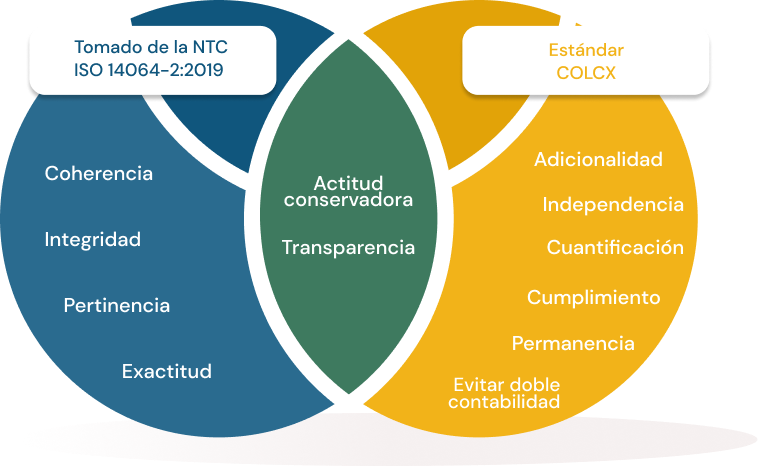 Tomado de la NTC
ISO 14064-2:2019
Estándar
COLCX
Coherencia
Integridad
Pertinencia
Exactitud
Actitud
conservadora
Transparencia
Adicionalidad
Independencia
Cuantificación
Cumplimiento
Permanencia
Evitar doble
contabilidad